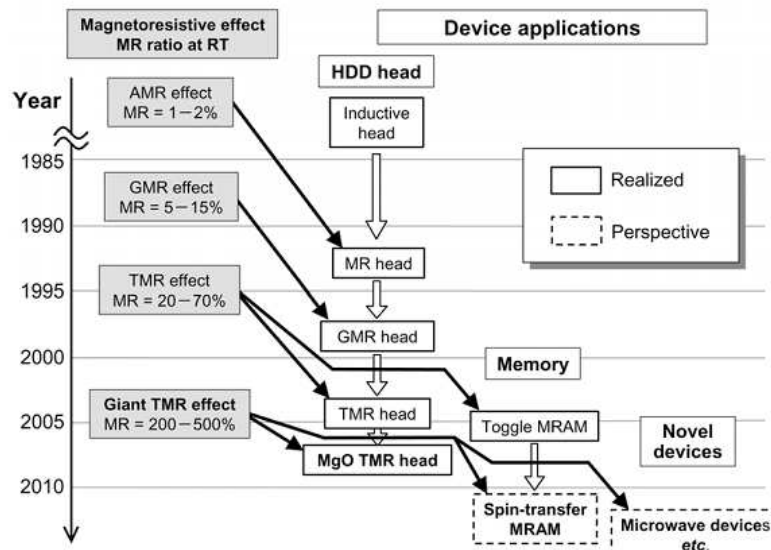 Magnetoresistive effect
MR ratio at RT
Device applications
HDD head
Year
AMR effect
MR = 1－2%
Inductive
head
1985
Realized
GMR effect
MR = 5－15%
1990
Perspective
MR head
TMR effect
MR = 20－70%
1995
GMR head
2000
Memory
Giant TMR effect
MR = 200－500%
2005
TMR head
Toggle MRAM
Novel
devices
MgO TMR head
2010
Spin-transfer
MRAM
Microwave devices
etc.